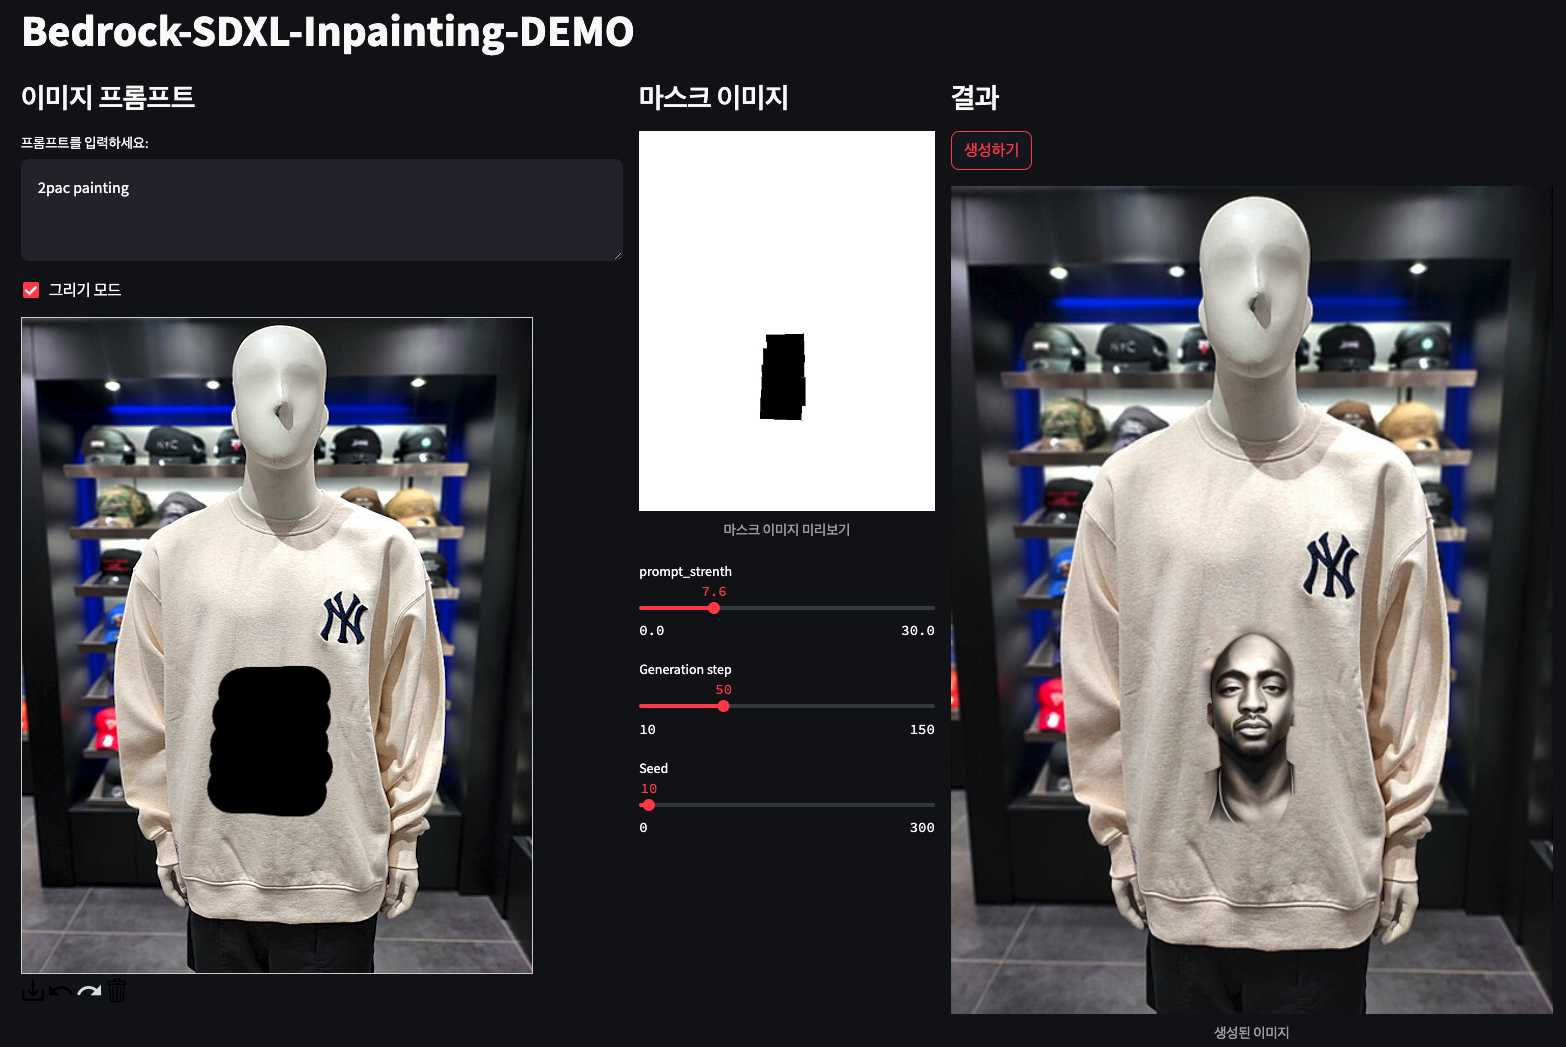 Bedrock-SDXL-Inpainting-DEMO
이미지 프롬프트
프롬프트를 입력하세요:
2pac painting
그리기 모드
NYC
NY
마스크 이미지
마스크 이미지 미리보기
prompt_strenth
7.6
0.0 30.0
Generation step
50
10 150
Seed
10
0 300
결과
생성하기
NYC
NY
생성된 이미지